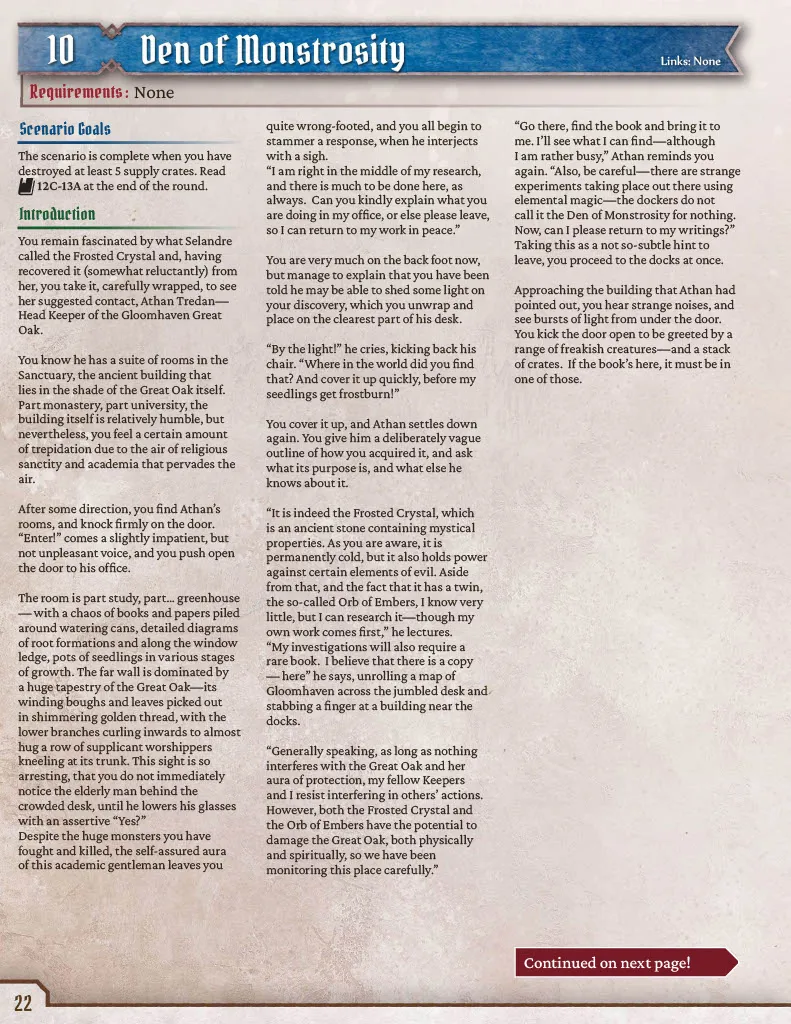 10 Den of Monstrosity
Links: None
Requirements: None
Scenario Goals
The scenario is complete when you have
destroyed at least 5 supply crates. Read
12C-13A at the end of the round.
Introduction
You remain fascinated by what Selandre
called the Frosted Crystal and, having
recovered it (somewhat reluctantly) from
her, you take it, carefully wrapped, to see
her suggested contact, Athan Tredan—
Head Keeper of the Gloomhaven Great
Oak.
You know he has a suite of rooms in the
Sanctuary, the ancient building that
lies in the shade of the Great Oak itself.
Part monastery, part university, the
building itself is relatively humble, but
nevertheless, you feel a certain amount
of trepidation due to the air of religious
sanctity and academia that pervades the
air.
After some direction, you find Athan's
rooms, and knock firmly on the door.
“Enter!” comes a slightly impatient, but
not unpleasant voice, and you push open
the door to his office.
The room is part study, part... greenhouse
— with a chaos of books and papers piled
around watering cans, detailed diagrams
of root formations and along the window
ledge, pots of seedlings in various stages
of growth. The far wall is dominated by
a huge tapestry of the Great Oak—its
winding boughs and leaves picked out
in shimmering golden thread, with the
lower branches curling inwards to almost
hug a row of supplicant worshippers
kneeling at its trunk. This sight is so
arresting, that you do not immediately
notice the elderly man behind the
crowded desk, until he lowers his glasses
with an assertive “Yes?”
Despite the huge monsters you have
fought and killed, the self-assured aura
of this academic gentleman leaves you
quite wrong-footed, and you all begin to
stammer a response, when he interjects
with a sigh.
“I am right in the middle of my research,
and there is much to be done here, as
always. Can you kindly explain what you
are doing in my office, or else please leave,
so I can return to my work in peace.”
You are very much on the back foot now,
but manage to explain that you have been
told he may be able to shed some light on
your discovery, which you unwrap and
place on the clearest part of his desk.
“By the light!” he cries, kicking back his
chair. “Where in the world did you find
that? And cover it up quickly, before my
seedlings get frostburn!”
You cover it up, and Athan settles down
again. You give him a deliberately vague
outline of how you acquired it, and ask
what its purpose is, and what else he
knows about it.
“It is indeed the Frosted Crystal, which
is an ancient stone containing mystical
properties. As you are aware, it is
permanently cold, but it also holds power
against certain elements of evil. Aside
from that, and the fact that it has a twin,
the so-called Orb of Embers, I know very
little, but I can research it—though my
own work comes first,” he lectures.
“My investigations will also require a
rare book. I believe that there is a copy
— here” he says, unrolling a map of
Gloomhaven across the jumbled desk and
stabbing a finger at a building near the
docks.
“Generally speaking, as long as nothing
interferes with the Great Oak and her
aura of protection, my fellow Keepers
and I resist interfering in others' actions.
However, both the Frosted Crystal and
the Orb of Embers have the potential to
damage the Great Oak, both physically
and spiritually, so we have been
monitoring this place carefully.”
“Go there, find the book and bring it to
me. I'll see what I can find—although
I am rather busy,” Athan reminds you
again. “Also, be careful—there are strange
experiments taking place out there using
elemental magic—the dockers do not
call it the Den of Monstrosity for nothing.
Now, can I please return to my writings?”
Taking this as a not so-subtle hint to
leave, you proceed to the docks at once.
Approaching the building that Athan had
pointed out, you hear strange noises, and
see bursts of light from under the door.
You kick the door open to be greeted by a
range of freakish creatures—and a stack
of crates. If the book's here, it must be in
one of those.
Continued on next page!
22